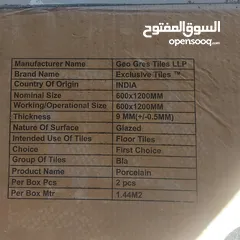 السوق المفتوح
opensooq.com
Manufacturer Name Geo Gres Tiles LLP
Brand Name Exclusive Tiles ™
Country Of Origin INDIA
Nominal Size 600x1200MM
Working/Operational Size 600x1200MM
Thickness 9 MM(+/-0.5MM)
Nature Of Surface Glazed
Intended Use Of Tiles Floor Tiles
Choice First Choice
Group Of Tiles BIa
Product Name Porcelain
Per Box Pcs 2 pcs
Per Box Mtr 1.44M2